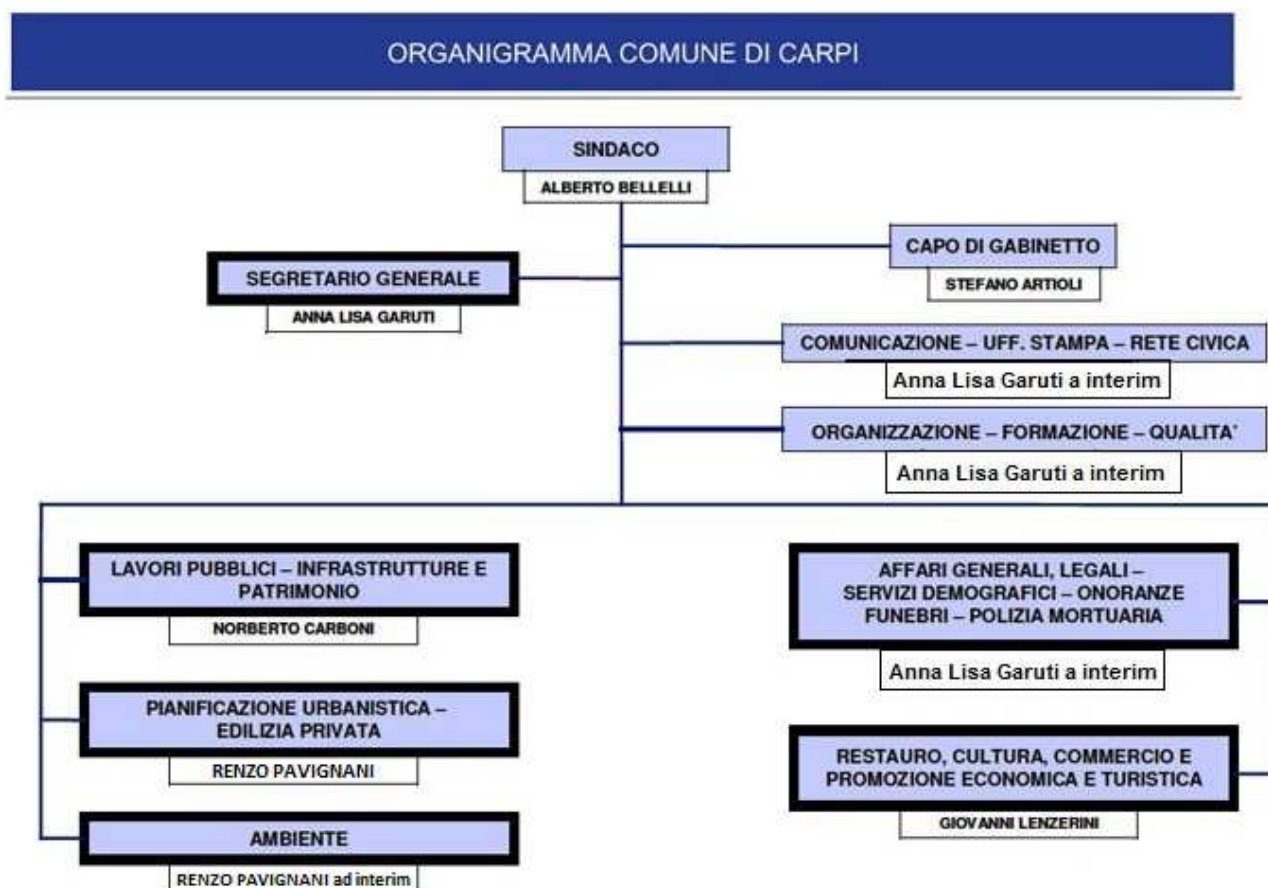 ORGANIGRAMMA COMUNE DI CARPI
SINDACO
ALBERTO BELLELLI
CAPO DI GABINETTO
STEFANO ARTIOLI
SEGRETARIO GENERALE
ANNA LISA GARUTI
COMUNICAZIONE – UFF. STAMPA – RETE CIVICA
Anna Lisa Garuti a interim
ORGANIZZAZIONE – FORMAZIONE – QUALITA'
Anna Lisa Garuti a interim
LAVORI PUBBLICI – INFRASTRUTTURE E
PATRIMONIO
NORBERTO CARBONI
PIANIFICAZIONE URBANISTICA –
EDILIZIA PRIVATA
RENZO PAVIGNANI
AMBIENTE
RENZO PAVIGNANI ad interim
AFFARI GENERALI, LEGALI –
SERVIZI DEMOGRAFICI – ONORANZE
FUNEBRI – POLIZIA MORTUARIA
Anna Lisa Garuti a interim
RESTAURO, CULTURA, COMMERCIO E
PROMOZIONE ECONOMICA E TURISTICA
GIOVANNI LENZERINI